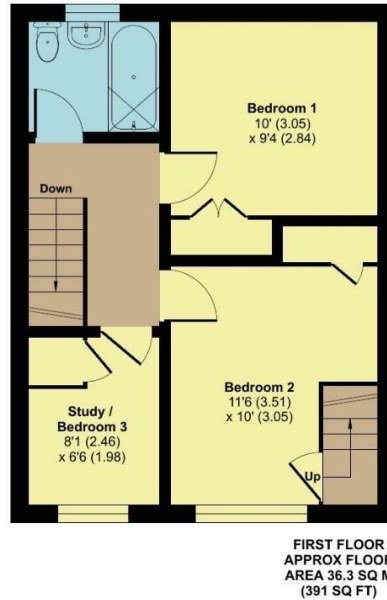 Bedroom 1
10' (3.05)
x 9'4 (2.84)
Down
Bedroom 2
11'6 (3.51)
x 10' (3.05)
Study /
Bedroom 3
8'1 (2.46)
x 6'6 (1.98)
Up
FIRST FLOOR
APPROX FLOOR
AREA 36.3 SQ M
(391 SQ FT)